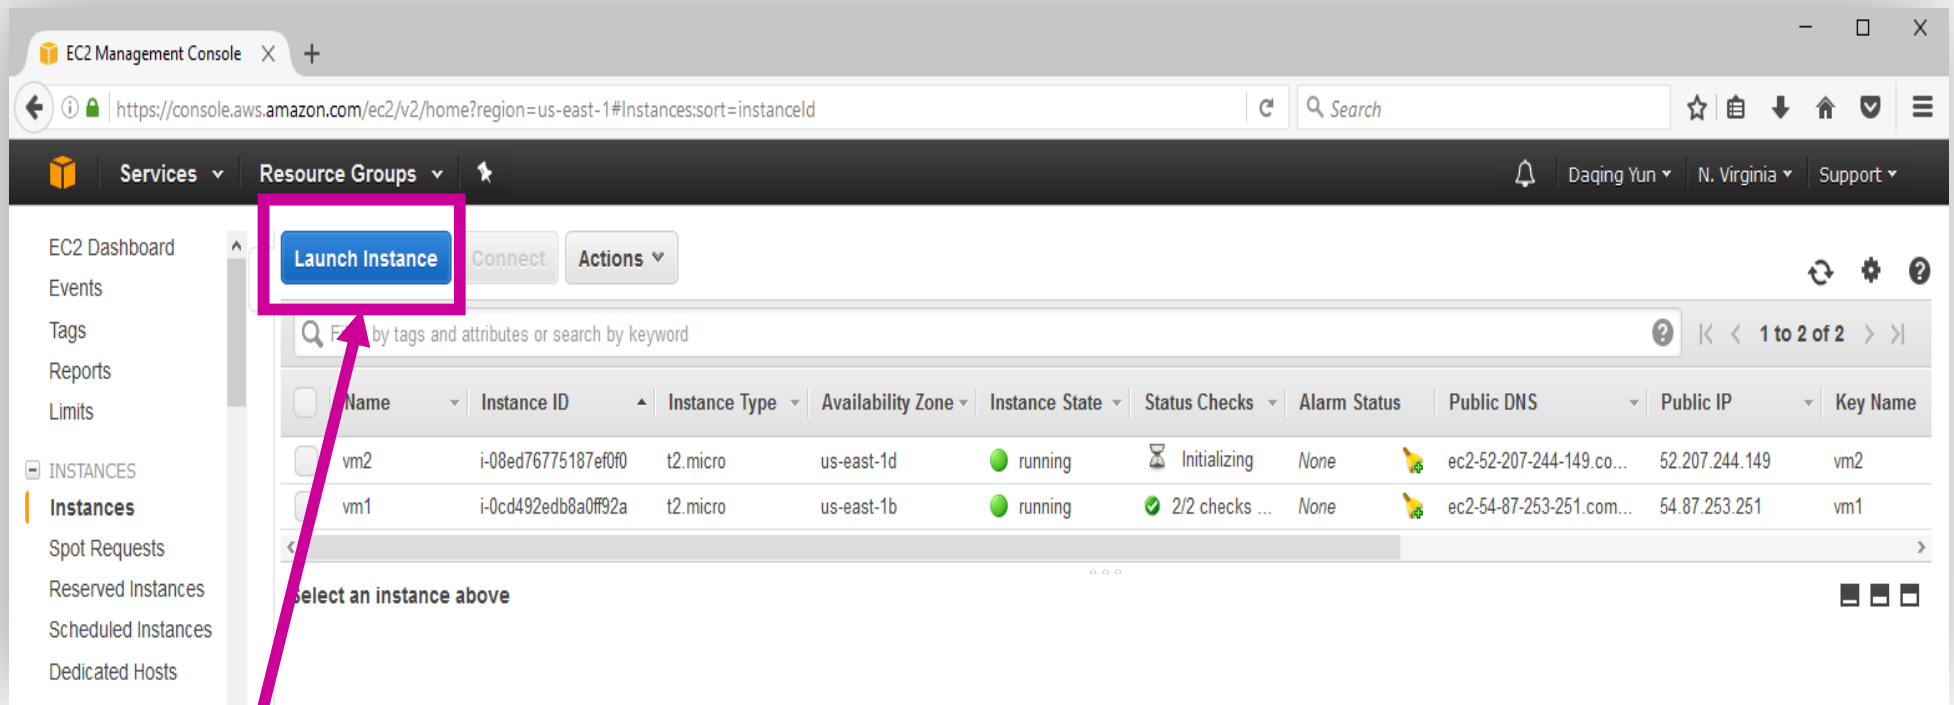 EC2 Management Console
https://console.aws.amazon.com/ec2/v2/home?region=us-east-1#Instances:sort=instanceId
Search
Services Resource Groups Daqing Yun N. Virginia Support
EC2 Dashboard
Events
Tags
Reports
Limits
INSTANCES
Instances
Spot Requests
Reserved Instances
Scheduled Instances
Dedicated Hosts
Launch Instance Connect Actions
by tags and attributes or search by keyword 1 to 2 of 2
Name Instance ID Instance Type Availability Zone Instance State Status Checks Alarm Status Public DNS Public IP Key Name
vm2 i-08ed76775187ef0f0 t2.micro us-east-1d running Initializing None ec2-52-207-244-149.co... 52.207.244.149 vm2
vm1 i-0cd492edb8a0ff92a t2.micro us-east-1b running 2/2 checks ... None ec2-54-87-253-251.com... 54.87.253.251 vm1
Select an instance above